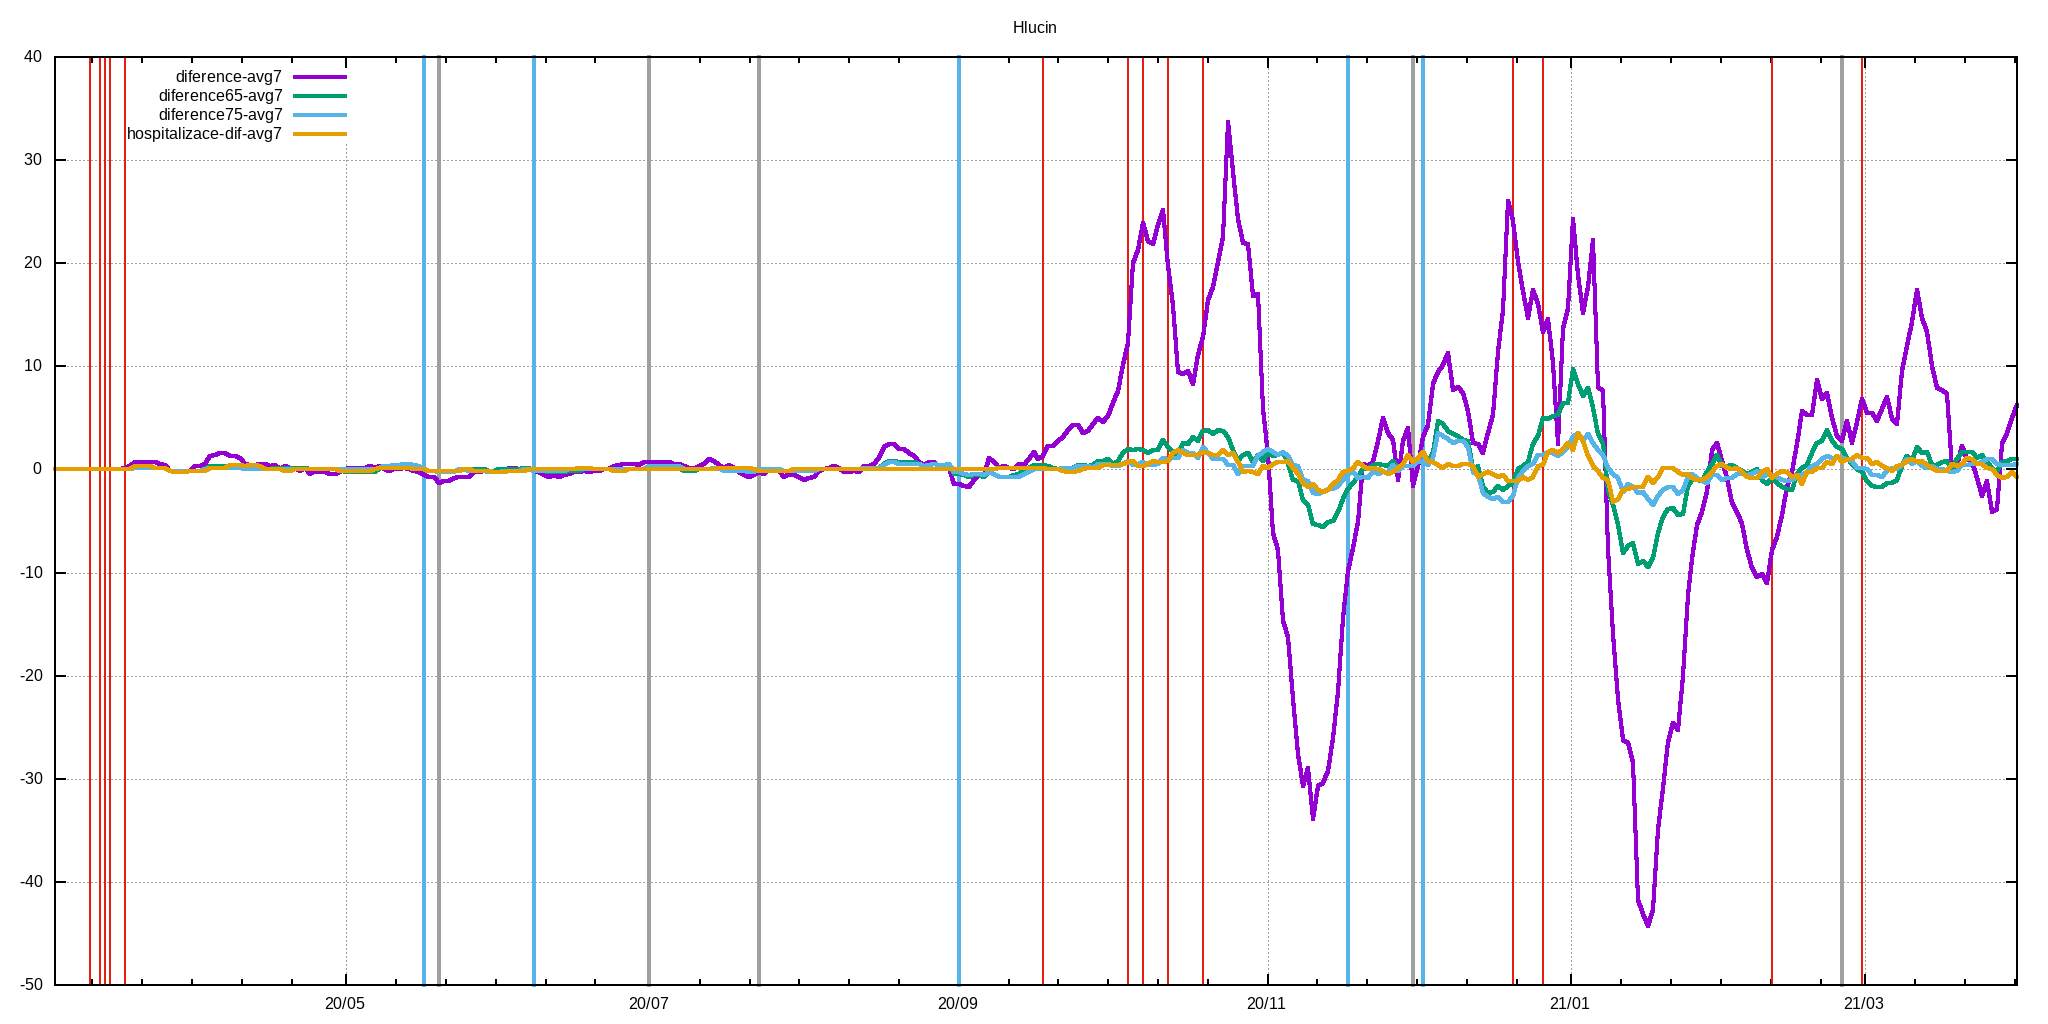 Hlucin
diference-avg7
diference65-avg7
diference75-avg7
hospitalizace-dif-avg7
40
30
20
10
0
-10
-20
-30
-40
-50
20/05 20/07 20/09 20/11 21/01 21/03